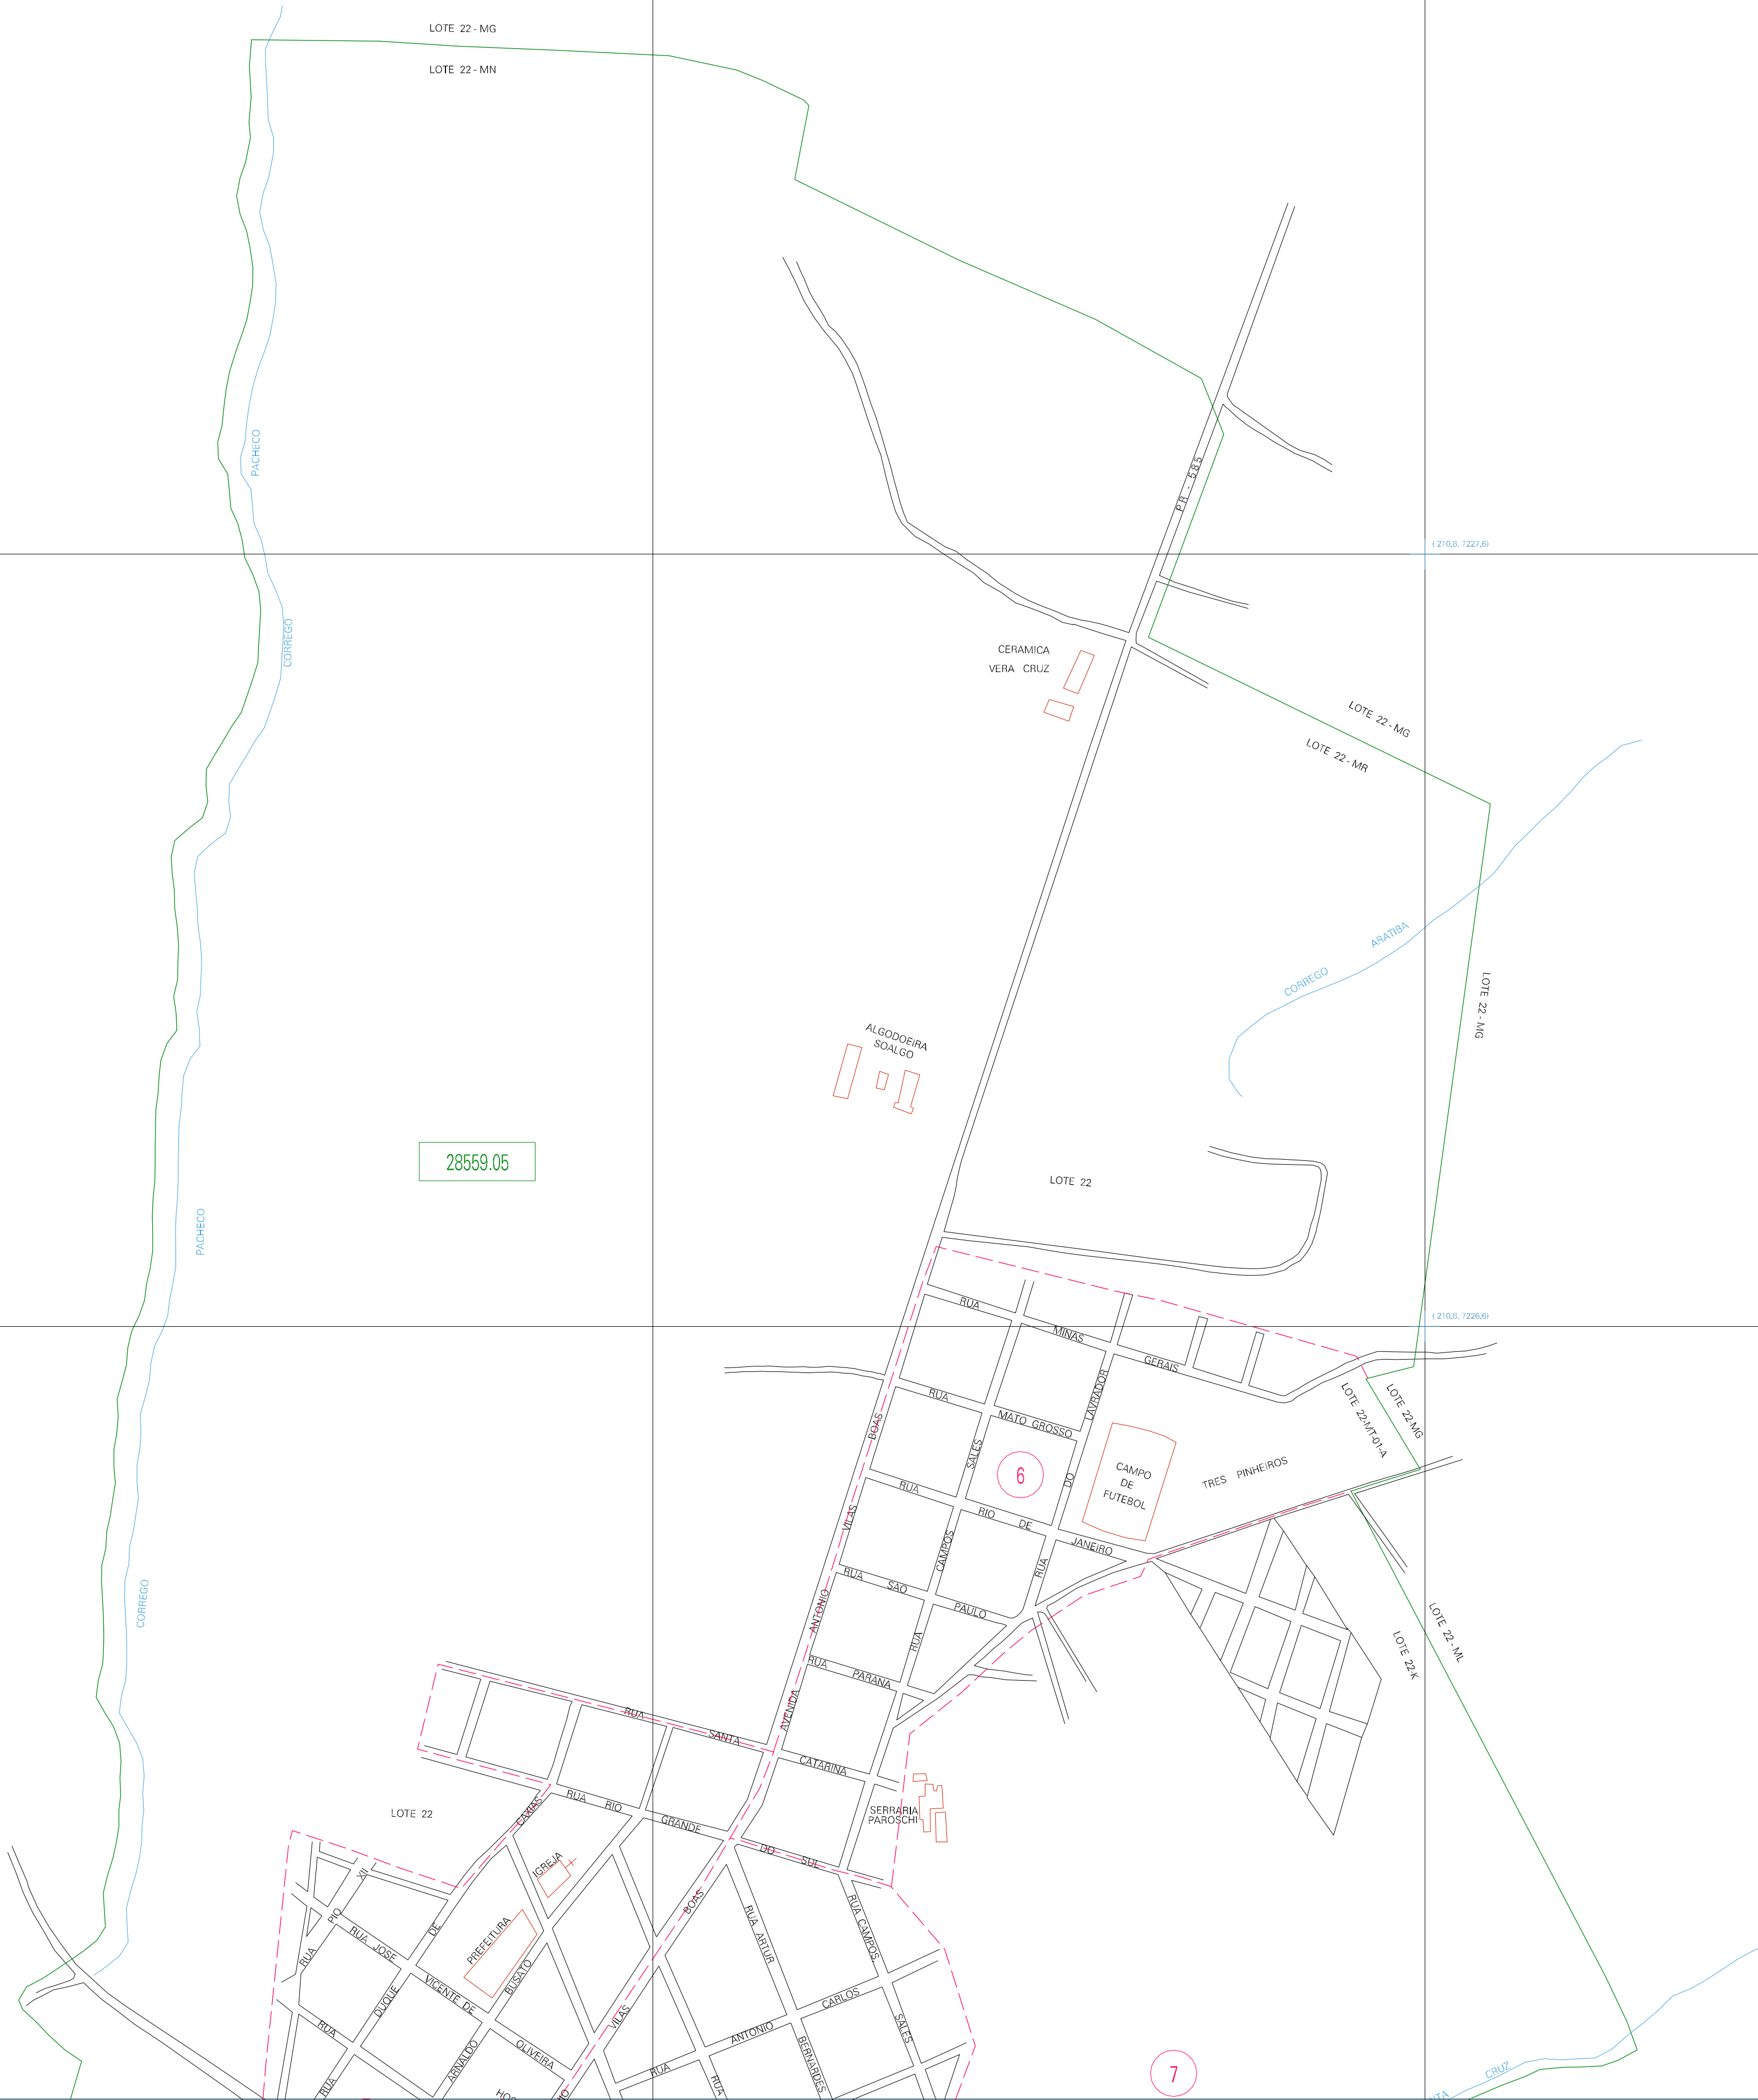 LOTE 22 - MG
LOTE 22 - MN
PACHECO
PR - 585
( 210,8, 7227,6)
CORREGO
CERAMICA
VERA CRUZ
LOTE 22 - MG
LOTE 22 - MR
ARATIBA
CORREGO
LOTE 22 - MG
ALGODOEIRA
SOALGO
28559.05
LOTE 22
PACHECO
RUA MINAS GERAIS
( 210,8, 7226,6)
RUA MATO GROSSO
LAVRADOR
DO
RUA
LOTE 22-MG
LOTE 22-MT-01-A
BOAS
VILAS
ANTONIO
AVENIDA
SALES
CAMPOS
RUA
6
CAMPO
DE
FUTEBOL
TRES PINHEIROS
RUA RIO DE JANEIRO
CORREGO
RUA SAO PAULO
LOTE 22 - ML
LOTE 22-K
RUA PARANA
RUA SANTA CATARINA
LOTE 22
CAXIAS
DE
DUQUE
RUA
RUA RIO GRANDE DO SUL
SERRARIA
PAROSCHI
IGREJA
XII
PIO
RUA
PREFEITURA
BOAS
VILAS
RUA ARTUR
BERNARDES
RUA CAMPOS
SALES
RUA JOSE
VICENTE DE
OLIVEIRA
BUSATO
ARNALDO
RUA
RUA ANTONIO CARLOS
RUA
7
CRUZ